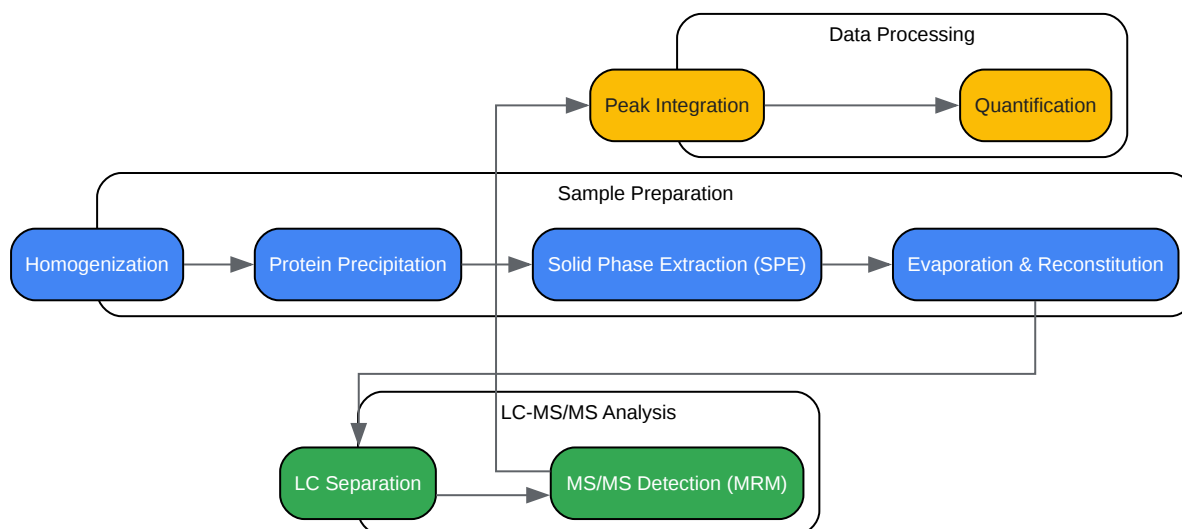 Data Processing
Peak Integration
Quantification
Sample Preparation
Homogenization
Protein Precipitation
Solid Phase Extraction (SPE)
Evaporation & Reconstitution
LC-MS/MS Analysis
LC Separation
MS/MS Detection (MRM)